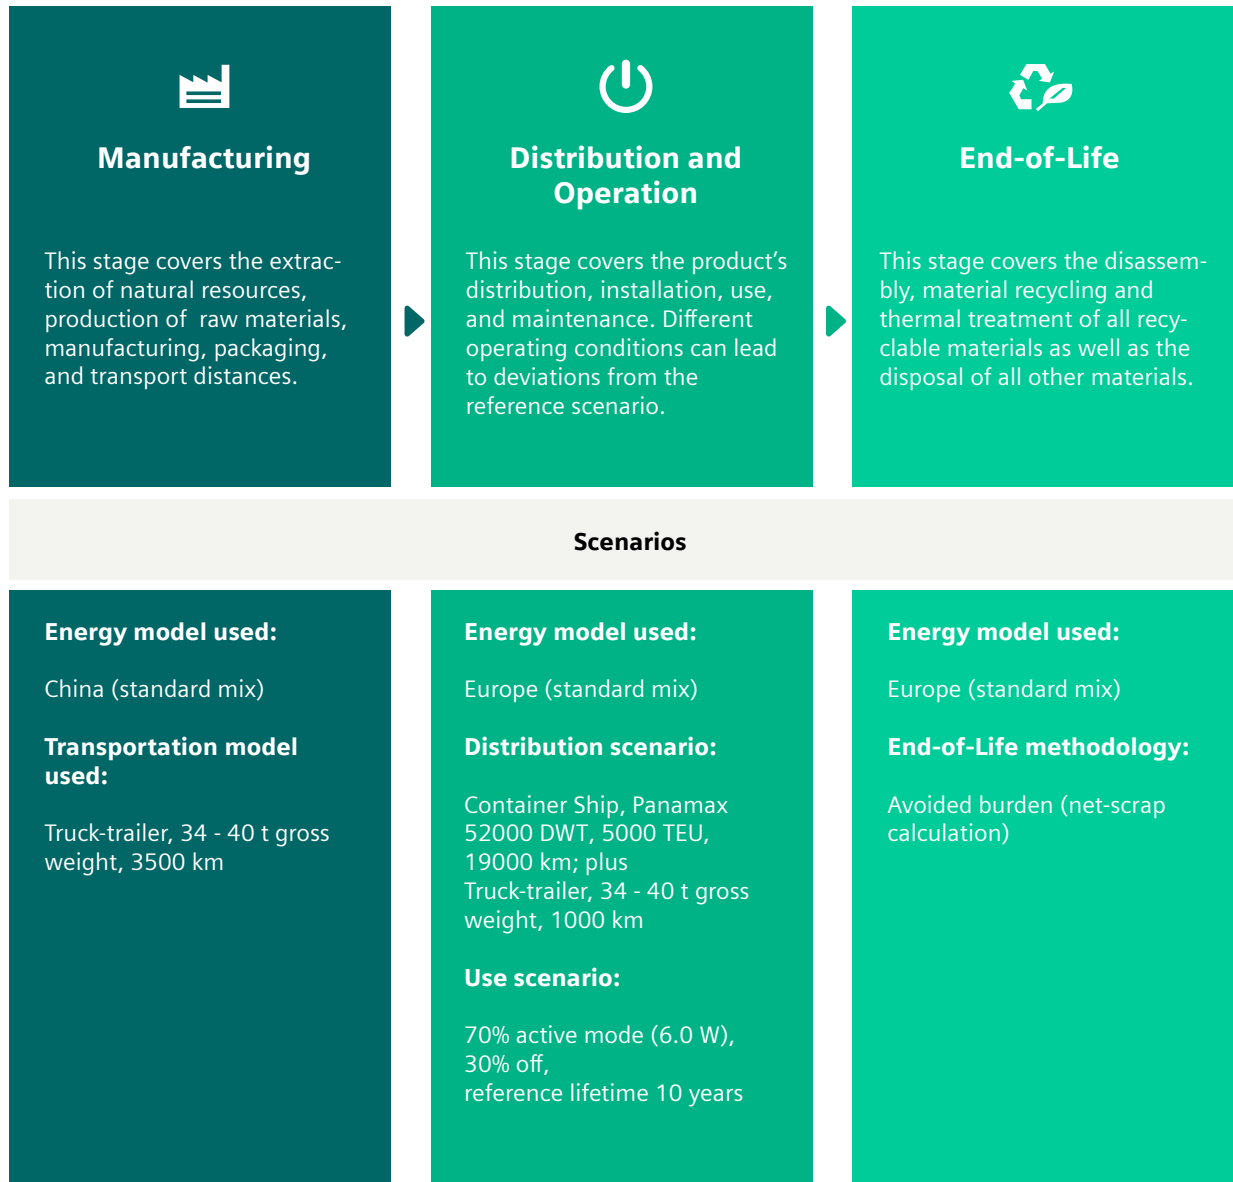 Manufacturing
This stage covers the extrac-
tion of natural resources,
production of  raw materials,
manufacturing, packaging,
and transport distances.
Distribution and
Operation
This stage covers the product’s
distribution, installation, use,
and maintenance. Different
operating conditions can lead
to deviations from the
reference scenario.
End-of-Life
This stage covers the disassem-
bly, material recycling and
thermal treatment of all recy-
clable materials as well as the
disposal of all other materials.
Scenarios
Energy model used:
China (standard mix)
Transportation model
used:
Truck-trailer, 34 - 40 t gross
weight, 3500 km
Energy model used:
Europe (standard mix)
Distribution scenario:
Container Ship, Panamax
52000 DWT, 5000 TEU,
19000 km; plus
Truck-trailer, 34 - 40 t gross
weight, 1000 km
Use scenario:
70% active mode (6.0 W),
30% off,
reference lifetime 10 years
Energy model used:
Europe (standard mix)
End-of-Life methodology:
Avoided burden (net-scrap
calculation)